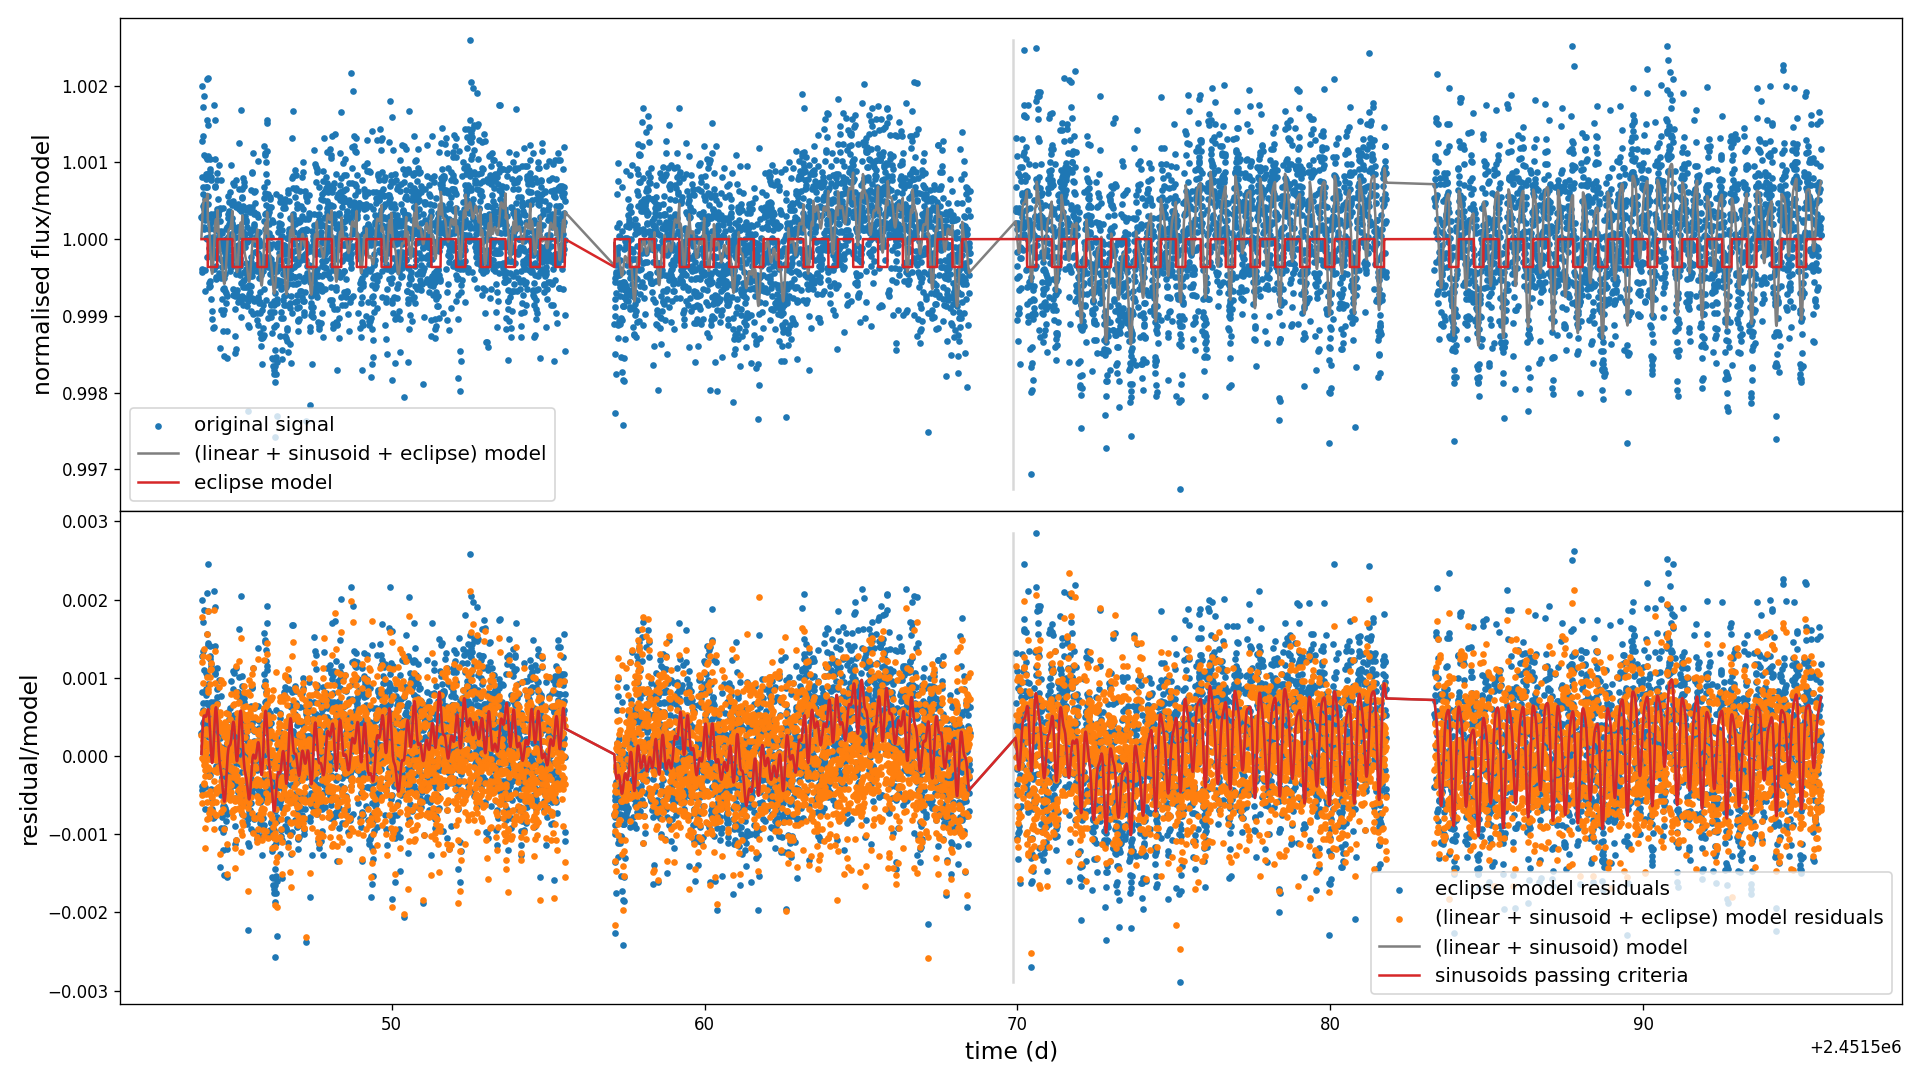 normalised flux/model
1.002
1.001
1.000
0.999
0.998
0.997
original signal
(linear + sinusoid + eclipse) model
eclipse model
residual/model
0.003
0.002
0.001
0.000
−0.001
−0.002
−0.003
eclipse model residuals
(linear + sinusoid + eclipse) model residuals
(linear + sinusoid) model
sinusoids passing criteria
50
60
70
80
90
time (d)
+2.4515e6